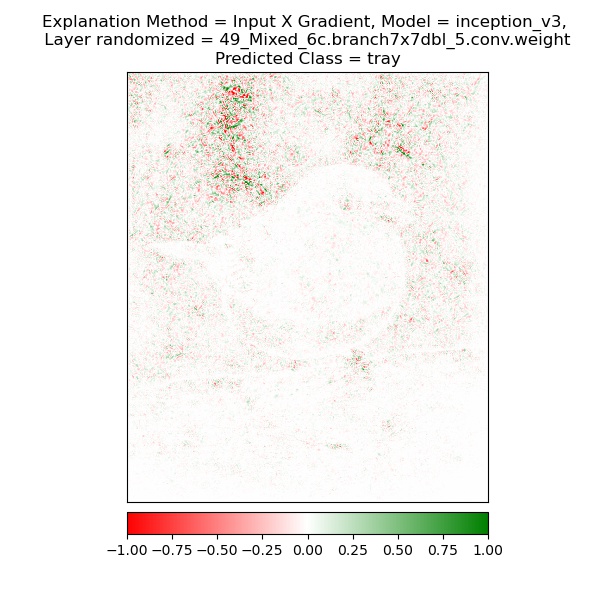 Explanation Method = Input X Gradient, Model = inception_v3,
Layer randomized = 49_Mixed_6c.branch7x7dbl_5.conv.weight
Predicted Class = tray
−1.00 −0.75 −0.50 −0.25 0.00 0.25 0.50 0.75 1.00